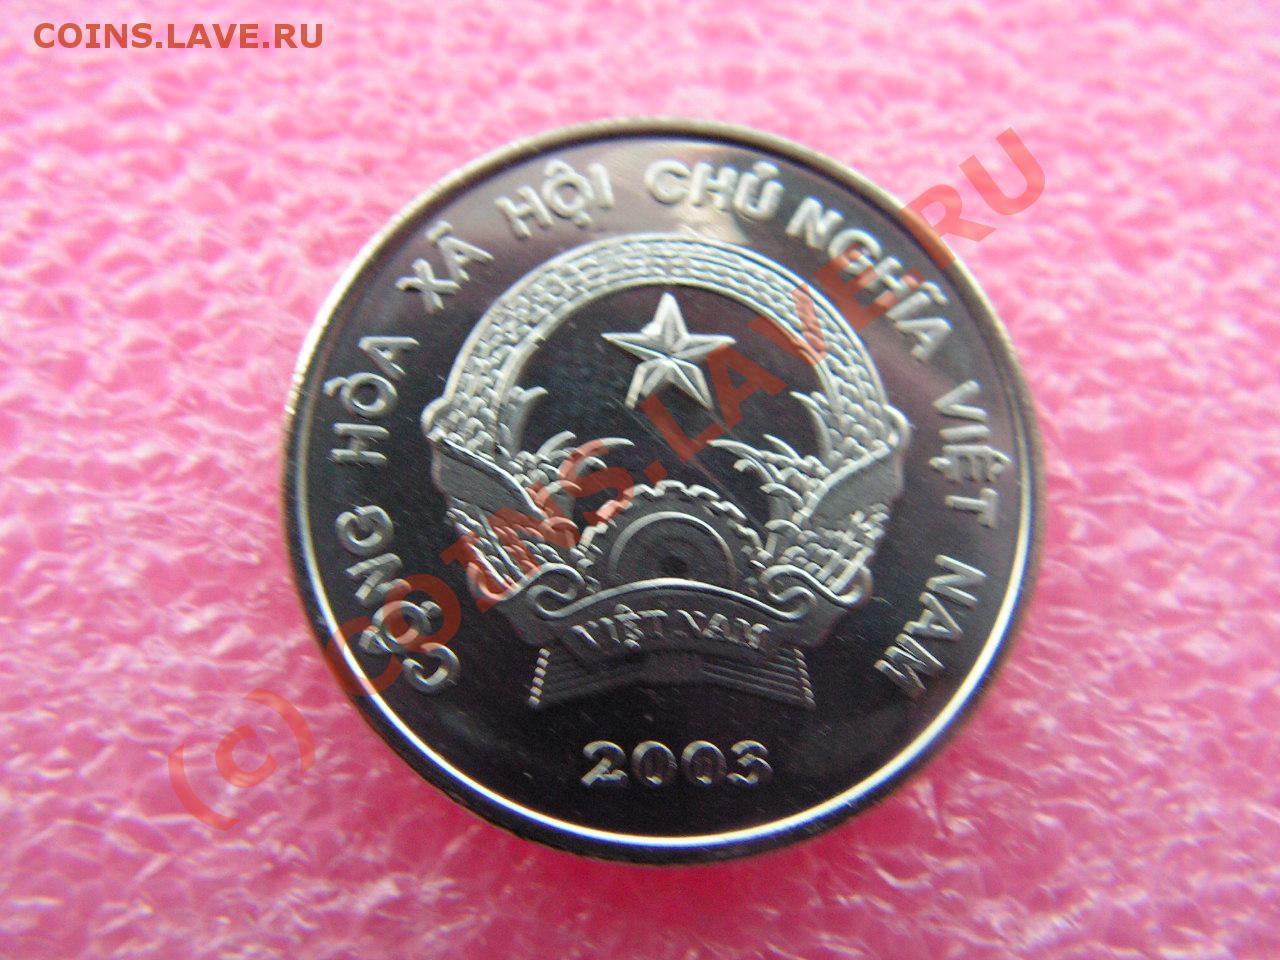 COINS.LAVE.RU
CỘNG HÒA XÃ HỘI CHỦ NGHĨA VIỆT NAM
VIỆT NAM
2003
(c) COINS.LAVE.RU